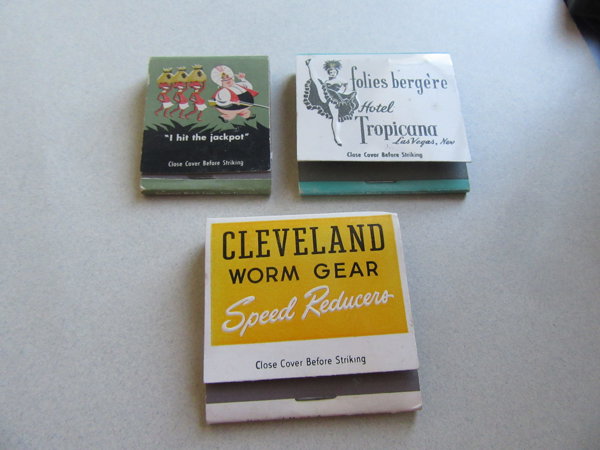 "I hit the jackpot"
Close Cover Before Striking
folies bergère
Hotel
Tropicana
Las Vegas, Nev
Close Cover Before Striking
CLEVELAND
WORM GEAR
Speed Reducers
Close Cover Before Striking